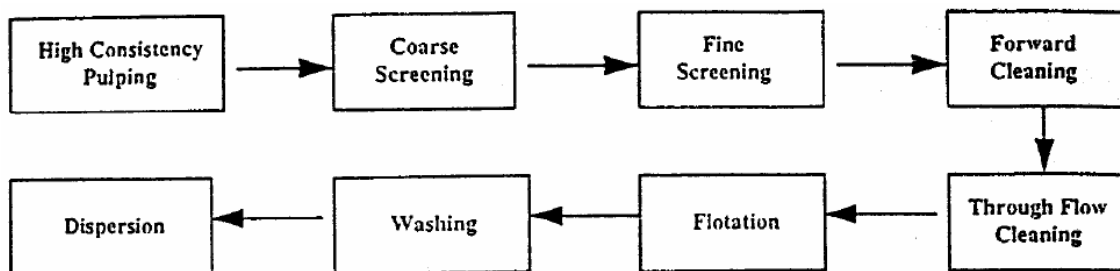 High Consistency
Pulping
Coarse
Screening
Fine
Screening
Forward
Cleaning
Through Flow
Cleaning
Flotation
Washing
Dispersion